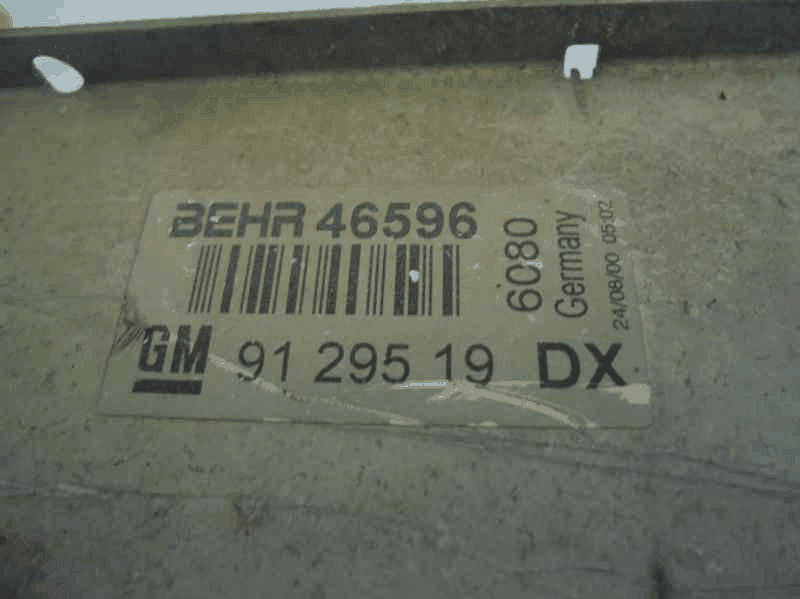 BEHR 46596
GM 91 295 19 DX
6080
Germany
24/08/00 05:02